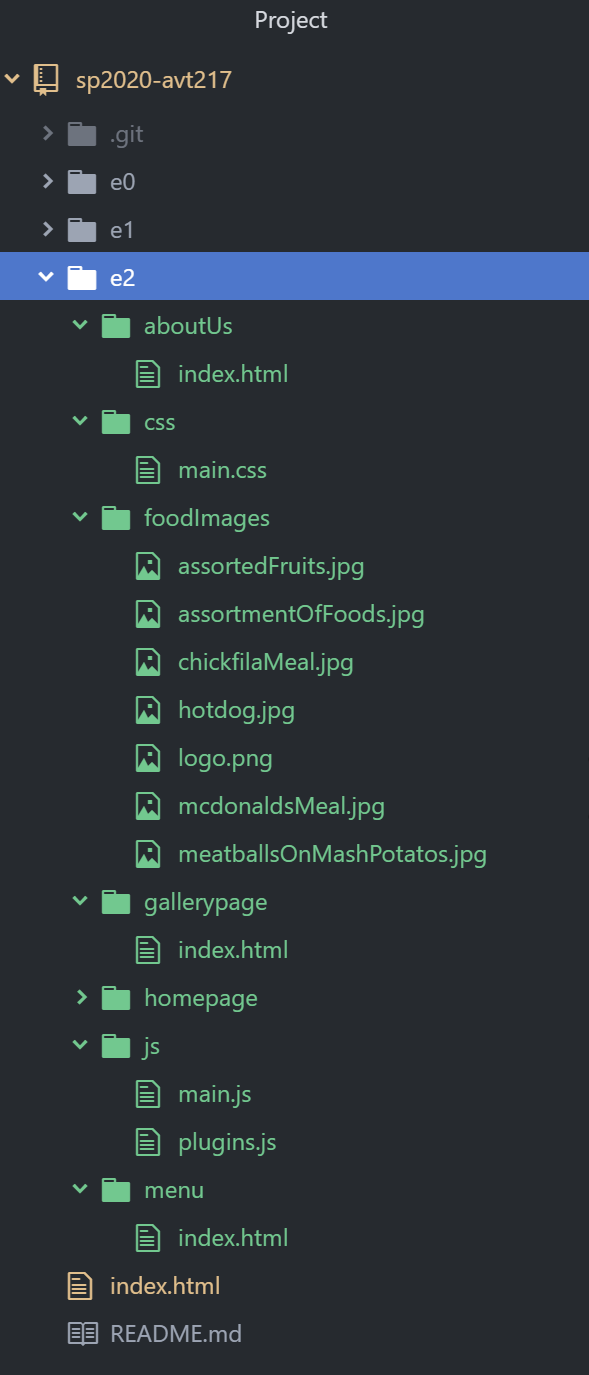 Project
sp2020-avt217
.git
e0
e1
e2
aboutUs
index.html
css
main.css
foodImages
assortedFruits.jpg
assortmentOfFoods.jpg
chickfilaMeal.jpg
hotdog.jpg
logo.png
mcdonaldsMeal.jpg
meatballsOnMashPotatos.jpg
gallerypage
index.html
homepage
js
main.js
plugins.js
menu
index.html
index.html
README.md